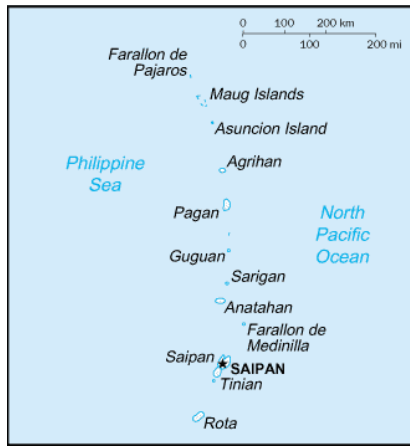 0 100 200 km
0 100 200 mi
Farallon de
Pajaros
Maug Islands
Asuncion Island
Philippine
Sea
Agrihan
Pagan
North
Pacific
Ocean
Guguan
Sarigan
Anatahan
Farallon de
Medinilla
Saipan
SAIPAN
Tinian
Rota